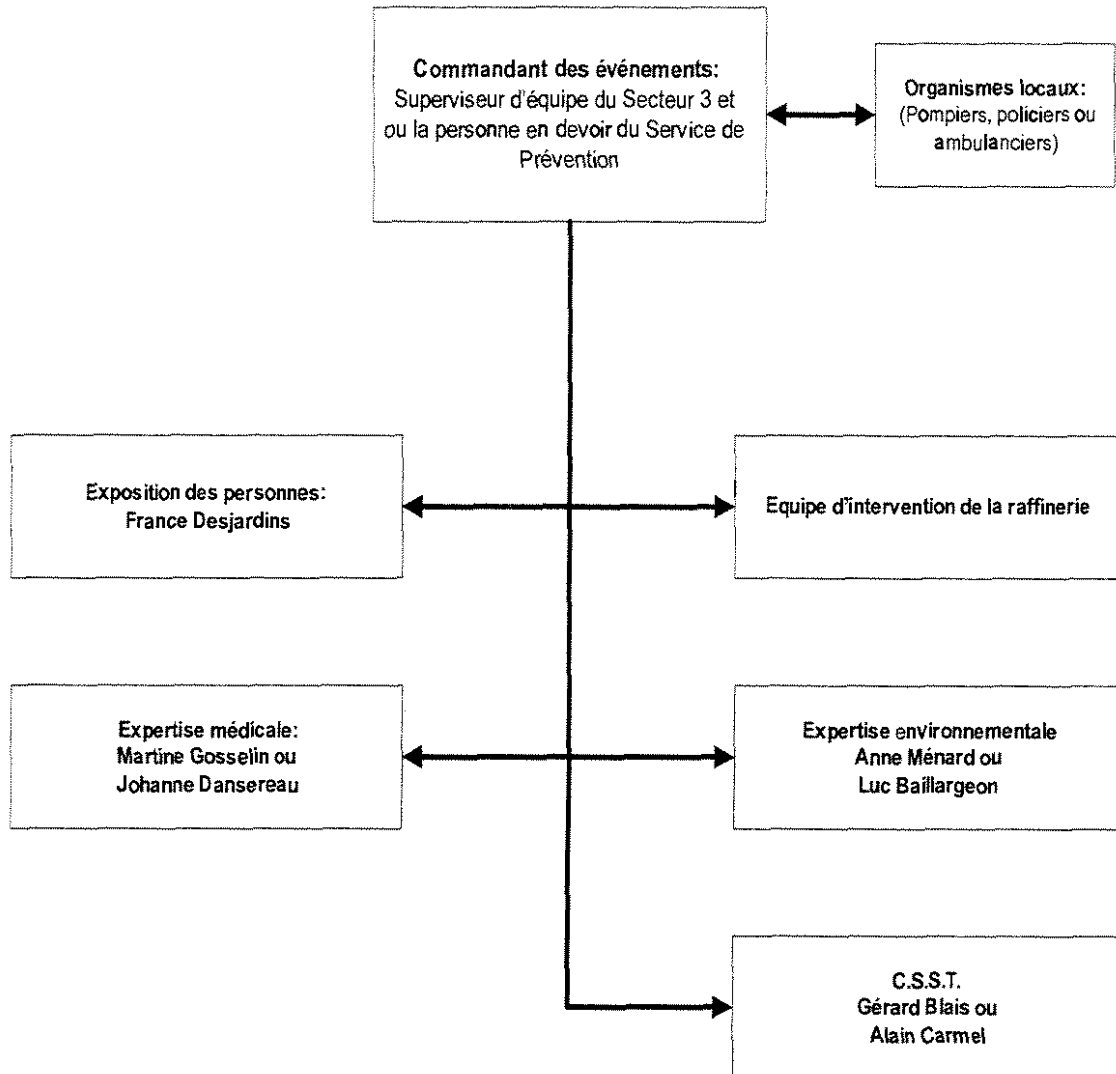 Commandant des événements:
Superviseur d'équipe du Secteur 3 et
ou la personne en devoir du Service de
Prévention
Organismes locaux:
(Pompiers, policiers ou
ambulanciers)
Exposition des personnes:
France Desjardins
Equipe d'intervention de la raffinerie
Expertise médicale:
Martine Gosselin ou
Johanne Dansereau
Expertise environnementale
Anne Ménard ou
Luc Baillargeon
C.S.S.T.
Gérard Blais ou
Alain Carmel